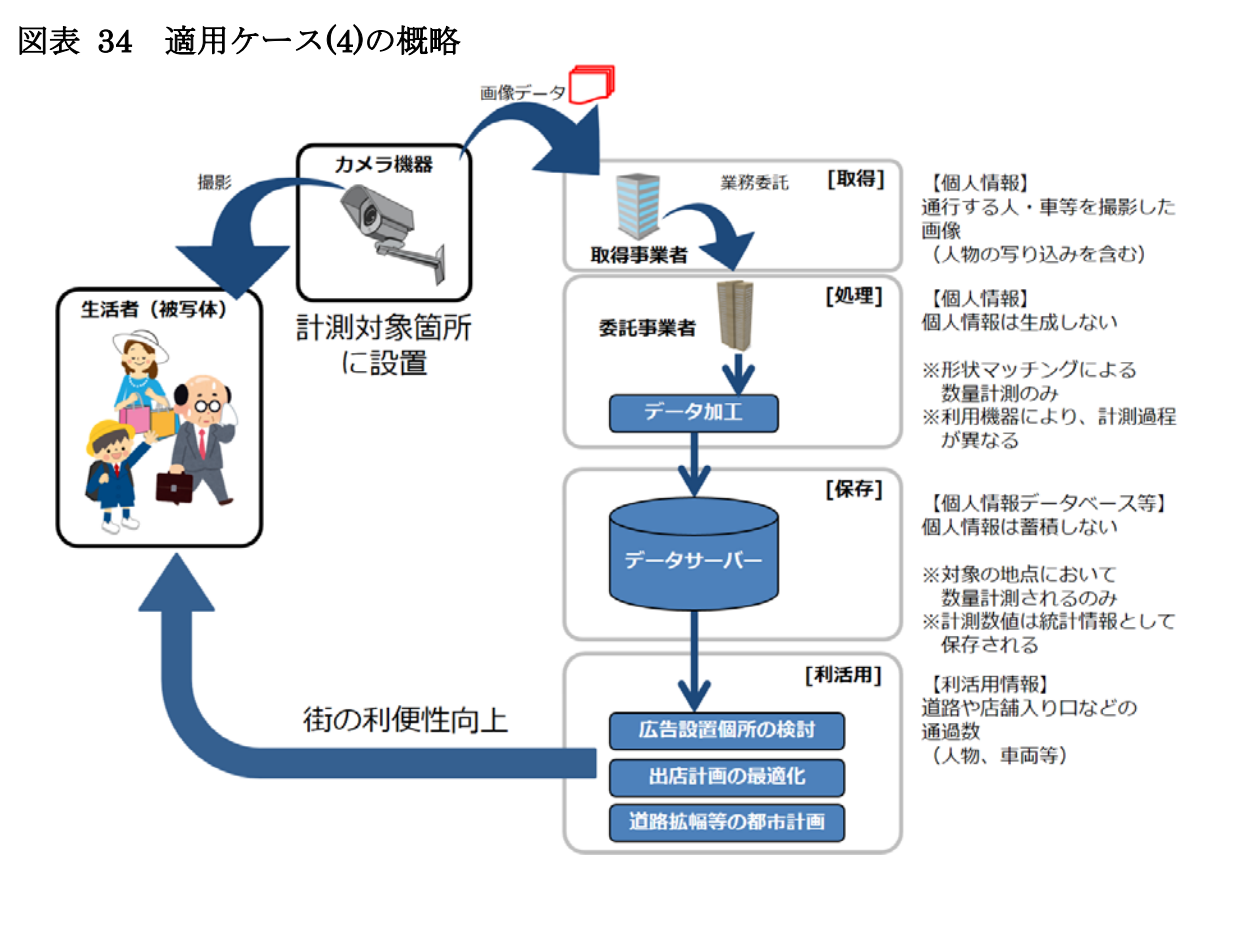 図表 34 適用ケース(4)の概略
画像データ
カメラ機器
撮影
計測対象箇所
に設置
生活者（被写体）
業務委託
[取得]
取得事業者
【個人情報】
通行する人・車等を撮影した
画像
（人物の写り込みを含む）
[処理]
委託事業者
データ加工
【個人情報】
個人情報は生成しない
※形状マッチングによる
数量計測のみ
※利用機器により、計測過程
が異なる
[保存]
データサーバー
【個人情報データベース等】
個人情報は蓄積しない
※対象の地点において
数量計測されるのみ
※計測数値は統計情報として
保存される
[利活用]
広告設置個所の検討
出店計画の最適化
道路拡幅等の都市計画
【利活用情報】
道路や店舗入り口などの
通過数
（人物、車両等）
街の利便性向上